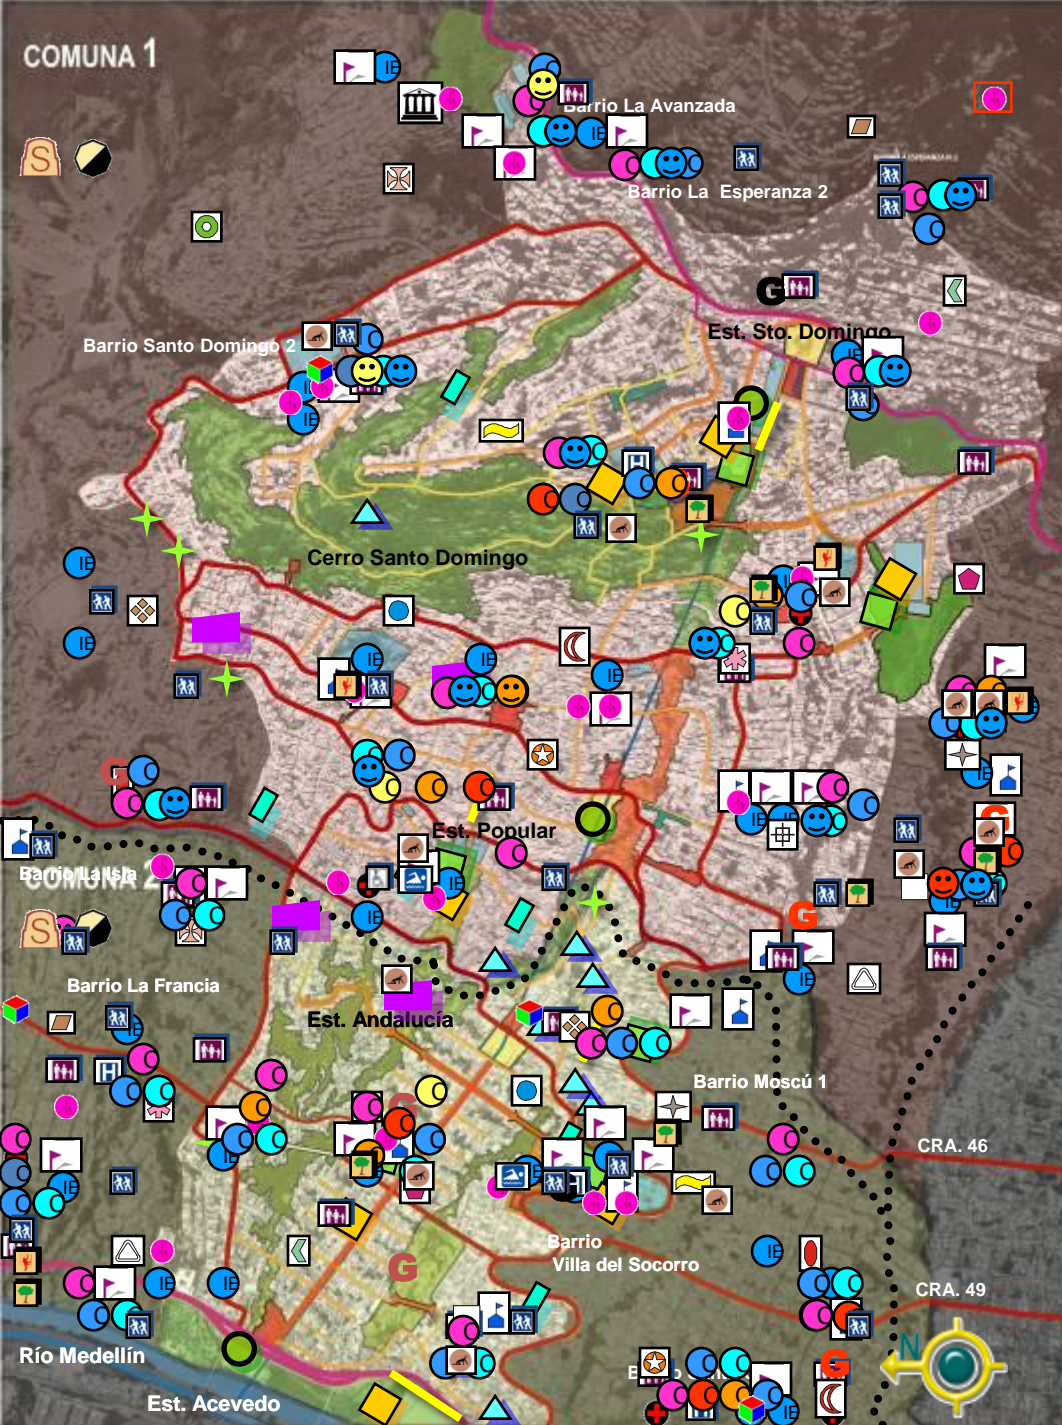 COMUNA 1
Barrio La Avanzada
Barrio La Esperanza 2
Est. Sto. Domingo
Barrio Santo Domingo 2
Cerro Santo Domingo
Est. Popular
Barrio La Isla
COMUNA 2
Barrio La Francia
Est. Andalucía
Barrio Moscú 1
CRA. 46
Barrio
Villa del Socorro
CRA. 49
Río Medellín
N
Est. Acevedo